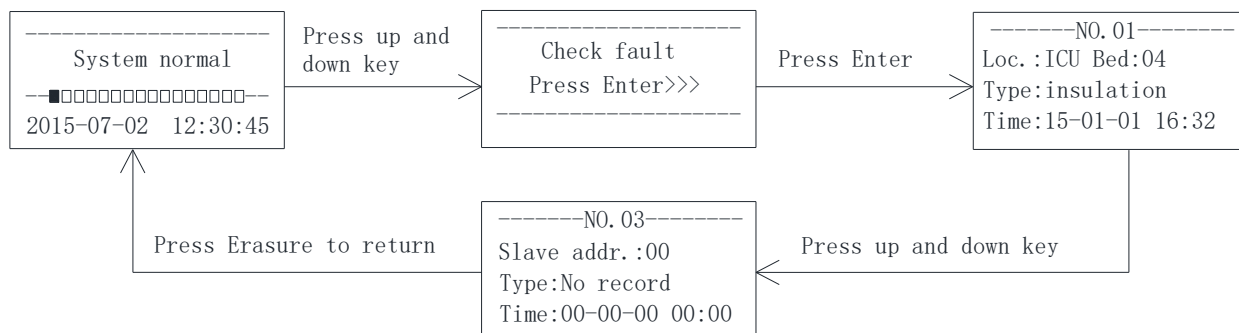 System normal
2015-07-02 12:30:45
Press up and
down key
Check fault
Press Enter>>>
Press Enter
-------NO.01--------
Loc.:ICU Bed:04
Type:insulation
Time:15-01-01 16:32
Press up and down key
-------NO.03--------
Slave addr.:00
Type:No record
Time:00-00-00 00:00
Press Erasure to return